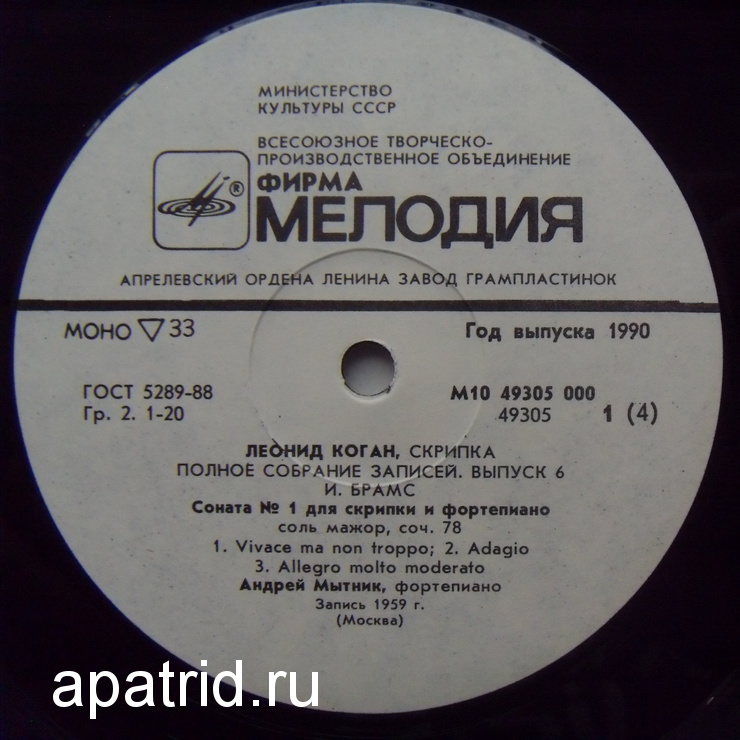 МИНИСТЕРСТВО
КУЛЬТУРЫ СССР
ВСЕСОЮЗНОЕ ТВОРЧЕСКО-
ПРОИЗВОДСТВЕННОЕ ОБЪЕДИНЕНИЕ
® ФИРМА
МЕЛОДИЯ
АПРЕЛЕВСКИЙ ОРДЕНА ЛЕНИНА ЗАВОД ГРАМПЛАСТИНОК
МОНО ▽ 33 Год выпуска 1990
ГОСТ 5289-88 М10 49305 000
Гр. 2. 1-20 49305 1 (4)
ЛЕОНИД КОГАН, СКРИПКА
ПОЛНОЕ СОБРАНИЕ ЗАПИСЕЙ. ВЫПУСК 6
И. БРАМС
Соната № 1 для скрипки и фортепиано
соль мажор, соч. 78
1. Vivace ma non troppo; 2. Adagio
3. Allegro molto moderato
Андрей Мытник, фортепиано
Запись 1959 г.
(Москва)
apatrid.ru